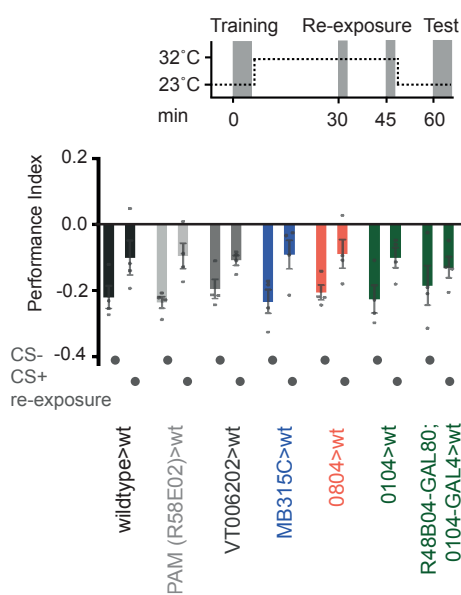 Training Re-exposure Test
32˚C
23˚C
min 0 30 45 60
Performance Index
0.2
0.0
-0.2
-0.4
CS-
CS+
re-exposure
wildtype>wt
PAM (R58E02)>wt
VT006202>wt
MB315C>wt
0804>wt
0104>wt
R48B04-GAL80;
0104-GAL4>wt